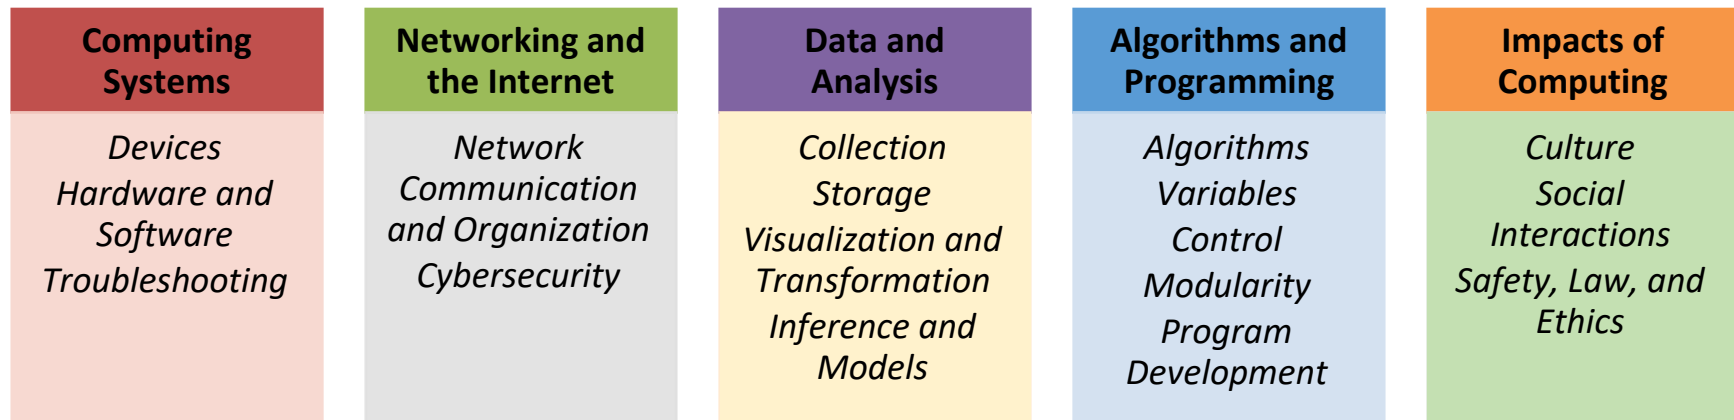 Computing
Systems
Devices
Hardware and
Software
Troubleshooting
Networking and
the Internet
Network
Communication
and Organization
Cybersecurity
Data and
Analysis
Collection
Storage
Visualization and
Transformation
Inference and
Models
Algorithms and
Programming
Algorithms
Variables
Control
Modularity
Program
Development
Impacts of
Computing
Culture
Social
Interactions
Safety, Law, and
Ethics